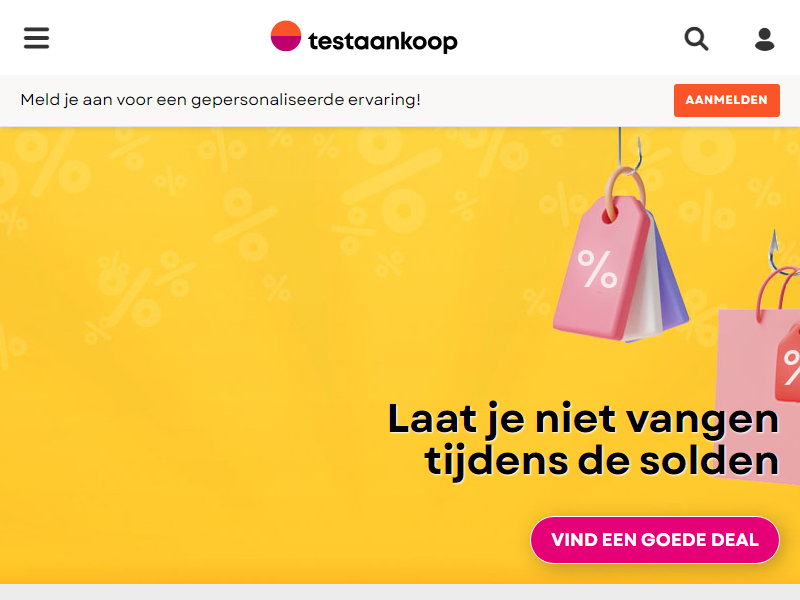 testaankoop
Meld je aan voor een gepersonaliseerde ervaring!
AANMELDEN
%
%
Laat je niet vangen
tijdens de solden
VIND EEN GOEDE DEAL